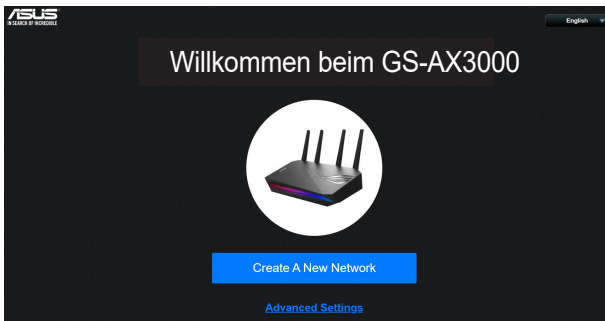 ASUS
IN SEARCH OF INCREDIBLE
English
Willkommen beim GS-AX3000
Create A New Network
Advanced Settings